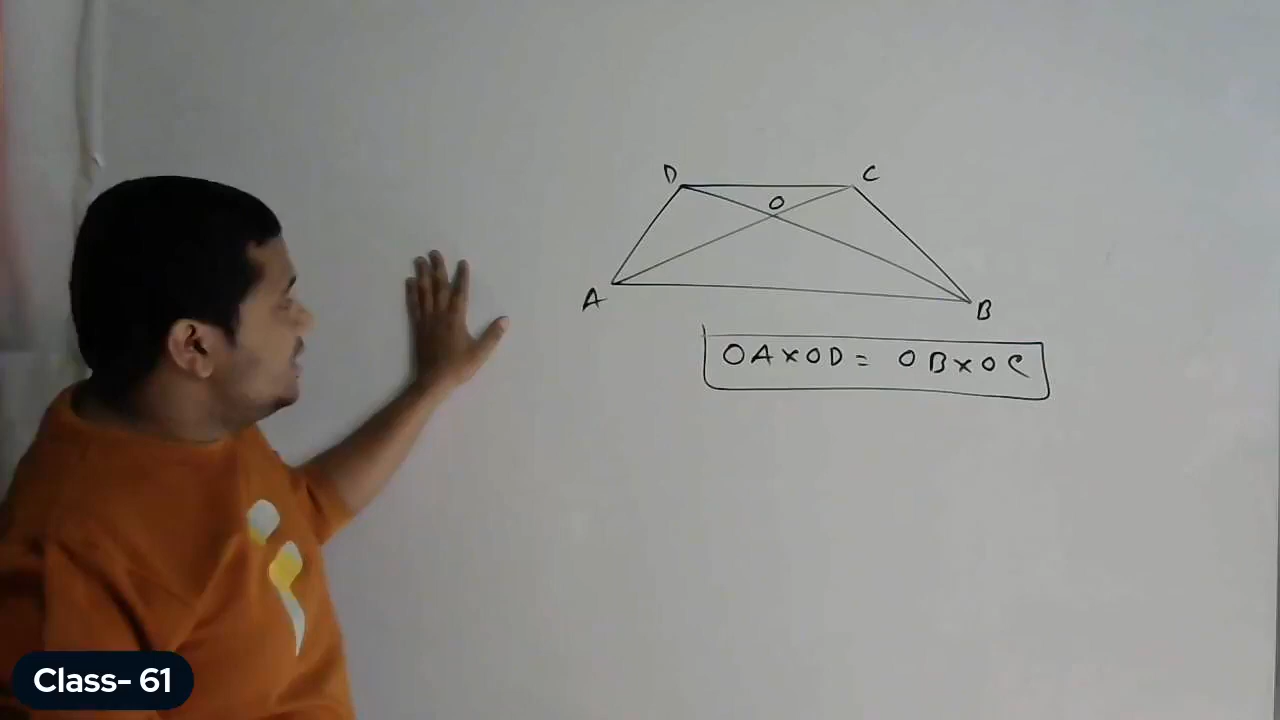 D C
O
A B
OA×OD = OB×OC
Class- 61